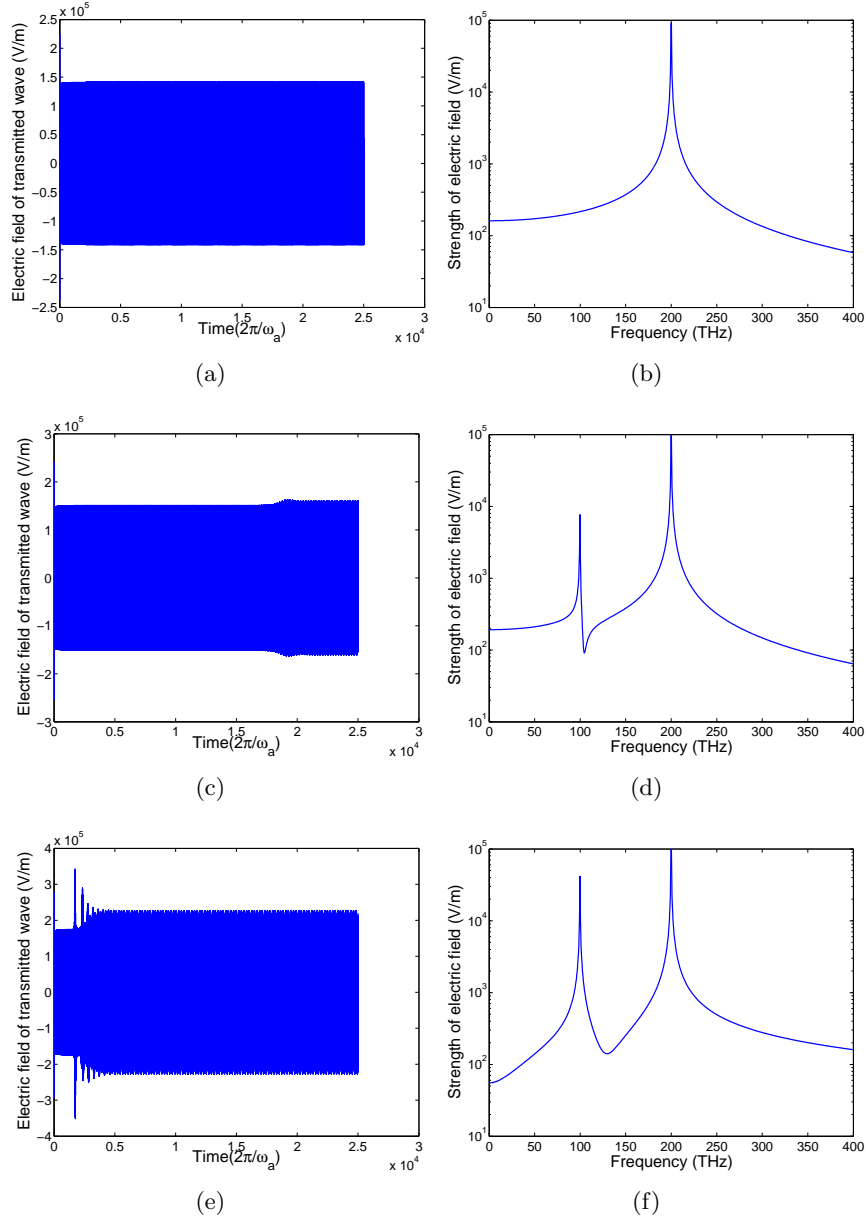 x 10^5
Electric field of transmitted wave (V/m)
2.5
2
1.5
1
0.5
0
−0.5
−1
−1.5
−2
−2.5
0 0.5 1 1.5 2 2.5 3
Time(2π/ω_a)
x 10^4
(a)
Strength of electric field (V/m)
10^5
10^4
10^3
10^2
10^1
0 50 100 150 200 250 300 350 400
Frequency (THz)
(b)
x 10^5
Electric field of transmitted wave (V/m)
3
2
1
0
−1
−2
−3
0 0.5 1 1.5 2 2.5 3
Time(2π/ω_a)
x 10^4
(c)
Strength of electric field (V/m)
10^5
10^4
10^3
10^2
10^1
0 50 100 150 200 250 300 350 400
Frequency (THz)
(d)
x 10^5
Electric field of transmitted wave (V/m)
4
3
2
1
0
−1
−2
−3
−4
0 0.5 1 1.5 2 2.5 3
Time(2π/ω_a)
x 10^4
(e)
Strength of electric field (V/m)
10^5
10^4
10^3
10^2
10^1
0 50 100 150 200 250 300 350 400
Frequency (THz)
(f)